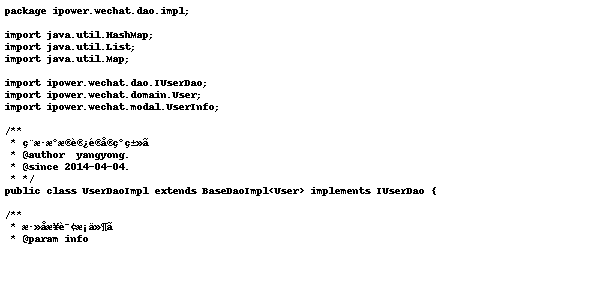 package ipower.wechat.dao.impl;
import java.util.HashMap;
import java.util.List;
import java.util.Map;
import ipower.wechat.dao.IUserDao;
import ipower.wechat.domain.User;
import ipower.wechat.modal.UserInfo;
/**
* ç¨æ·æ°æ®è®¿é®å®ç°ç±»ã
* @author yangyong.
* @since 2014-04-04.
* */
public class UserDaoImpl extends BaseDaoImpl<User> implements IUserDao {
/**
* æ·»åæ¥è¯¢æ¡ä»¶ã
* @param info